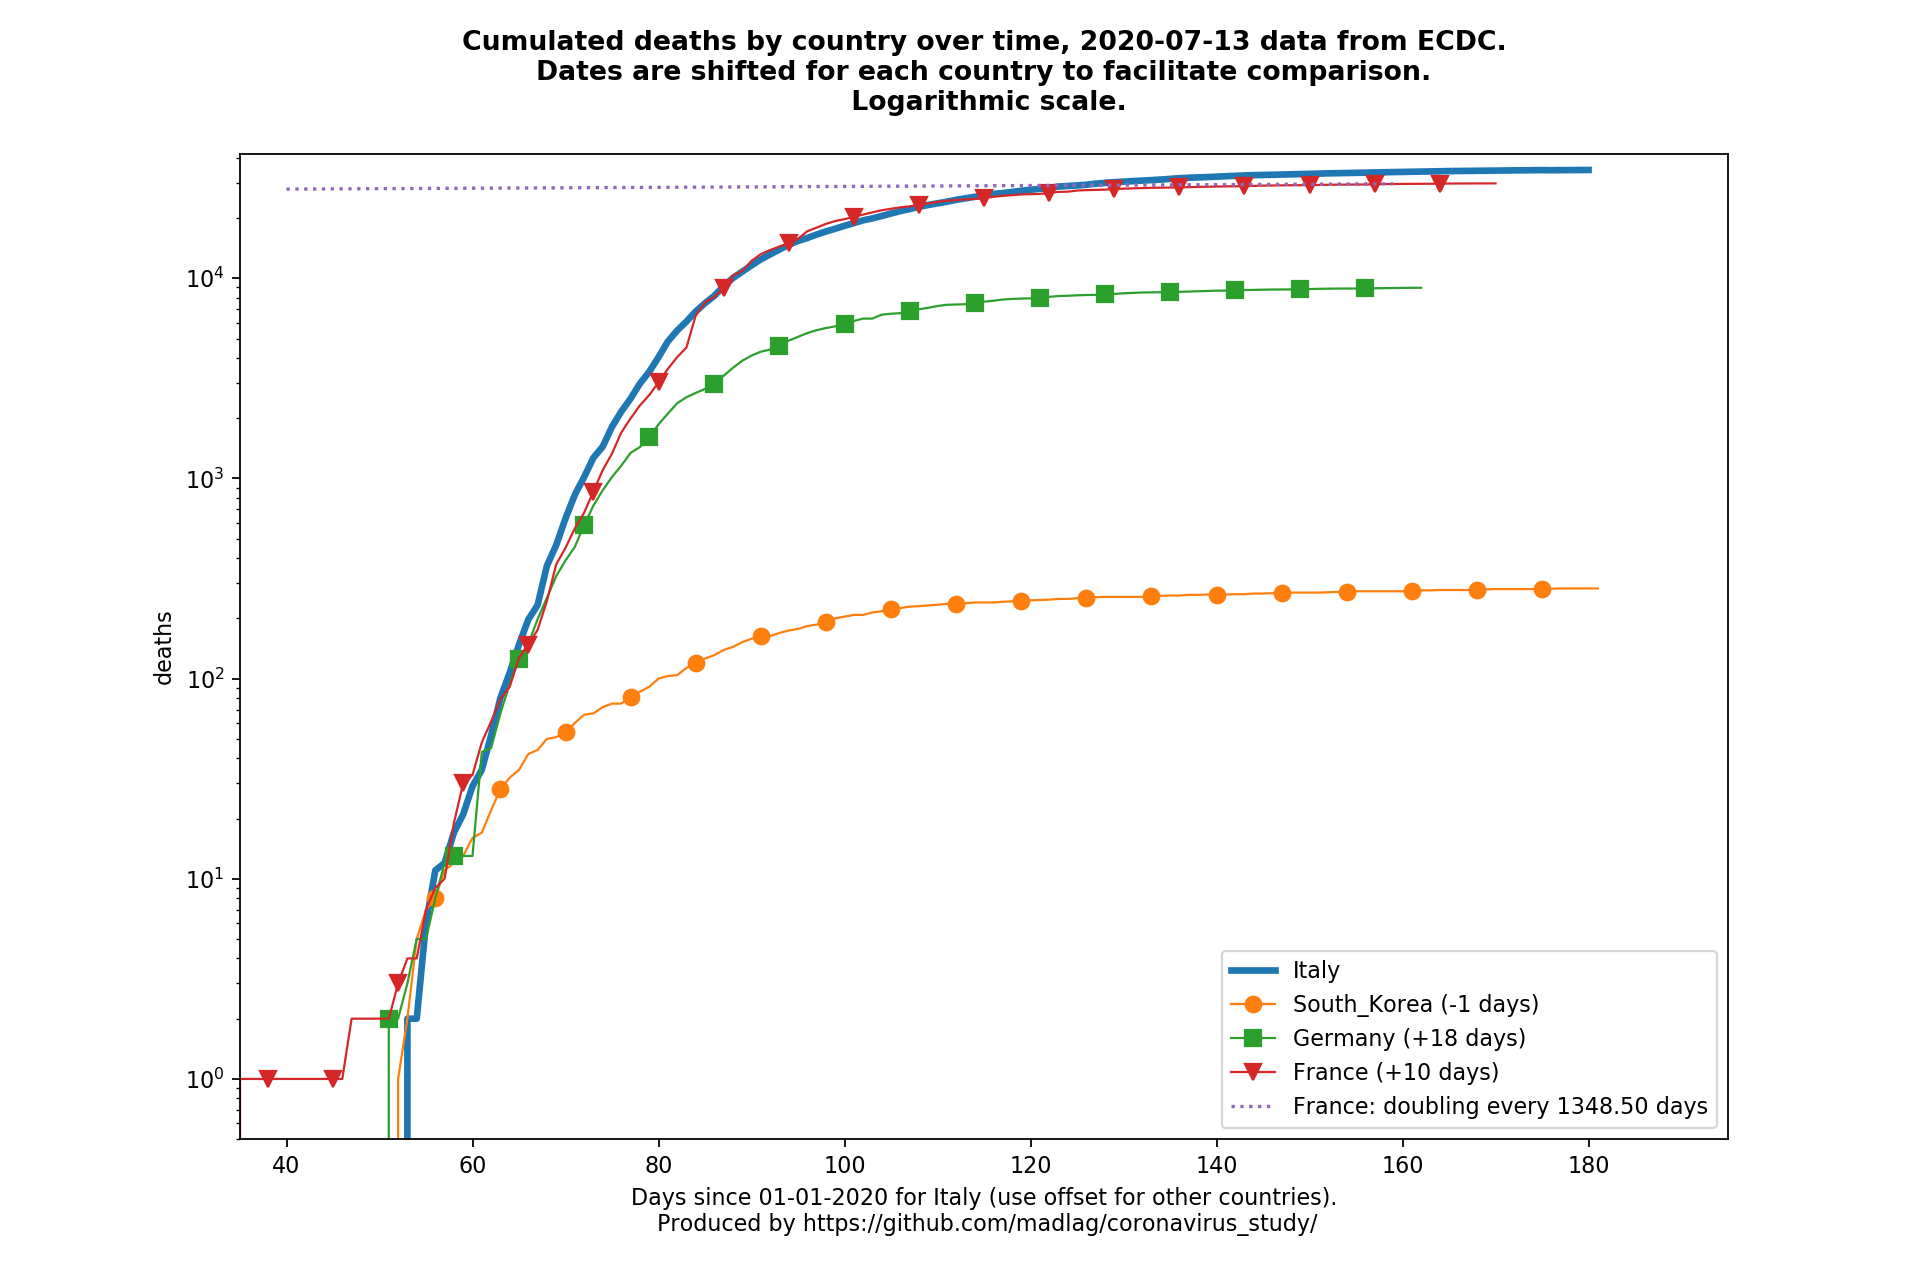 Cumulated deaths by country over time, 2020-07-13 data from ECDC.
Dates are shifted for each country to facilitate comparison.
Logarithmic scale.
10⁴
10³
10²
10¹
10⁰
deaths
Italy
South_Korea (-1 days)
Germany (+18 days)
France (+10 days)
France: doubling every 1348.50 days
40 60 80 100 120 140 160 180
Days since 01-01-2020 for Italy (use offset for other countries).
Produced by https://github.com/madlag/coronavirus_study/